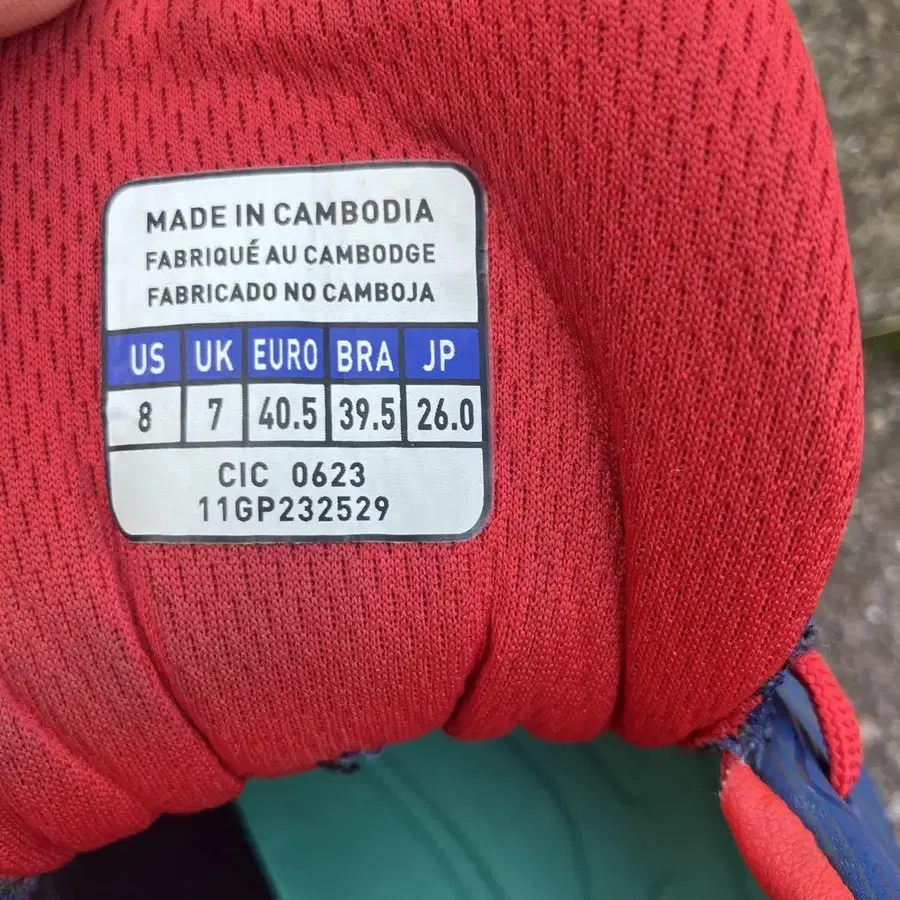 MADE IN CAMBODIA
FABRIQUÉ AU CAMBODGE
FABRICADO NO CAMBOJA
US UK EURO BRA JP
8 7 40.5 39.5 26.0
CIC 0623
11GP232529